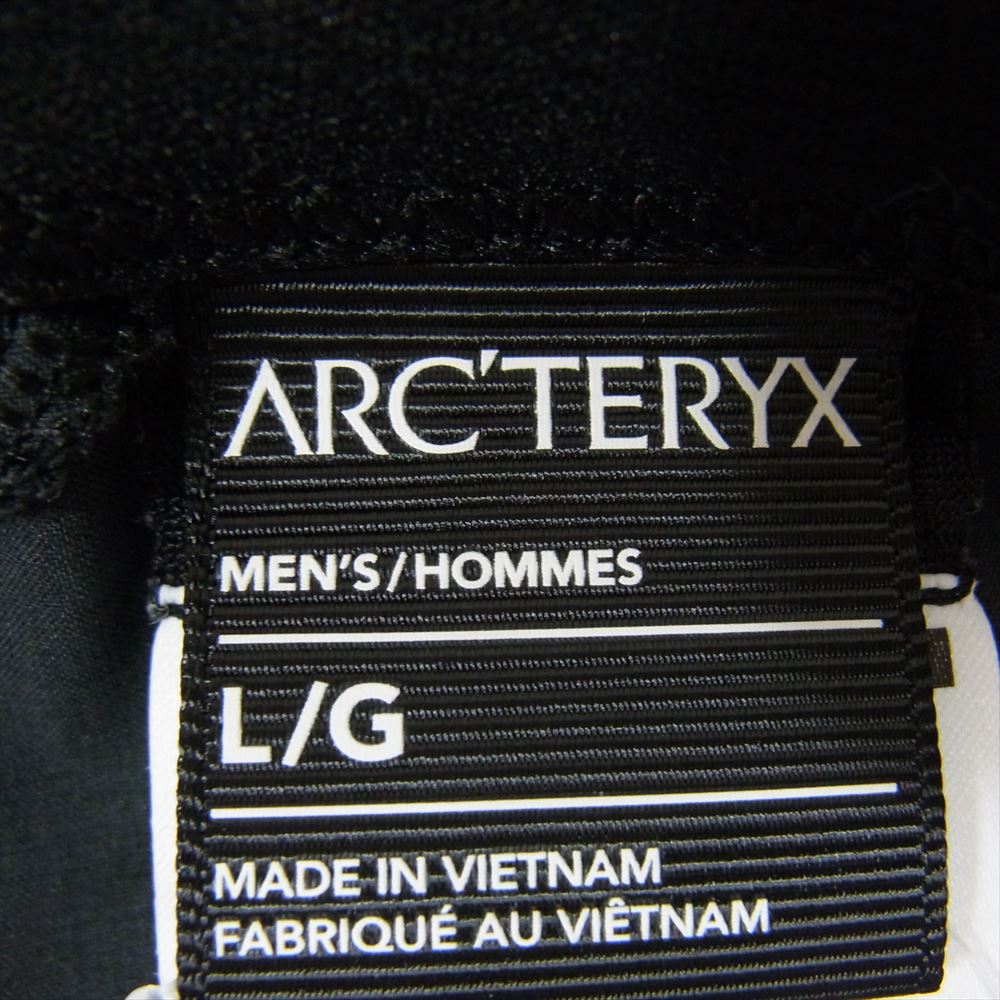 ARC'TERYX
MEN'S/HOMMES
L/G
MADE IN VIETNAM
FABRIQUÉ AU VIÊTNAM